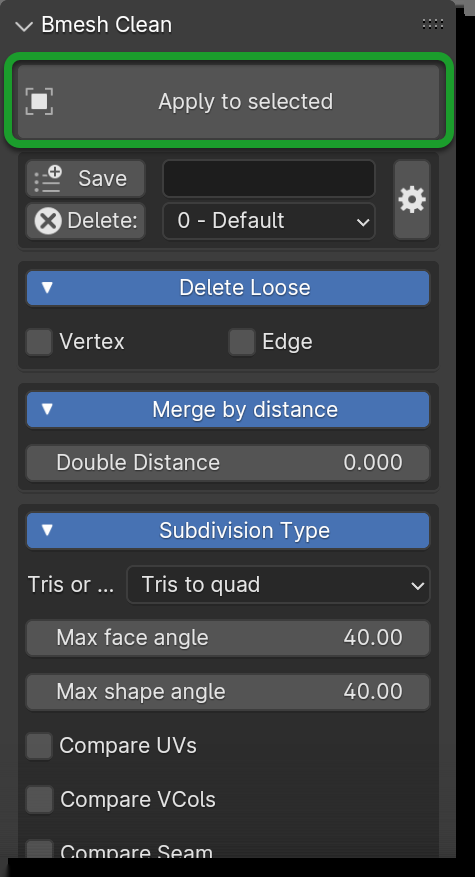 Bmesh Clean
Apply to selected
Save
Delete: 0 - Default
Delete Loose
Vertex Edge
Merge by distance
Double Distance 0.000
Subdivision Type
Tris or ... Tris to quad
Max face angle 40.00
Max shape angle 40.00
Compare UVs
Compare VCols
Compare Seam